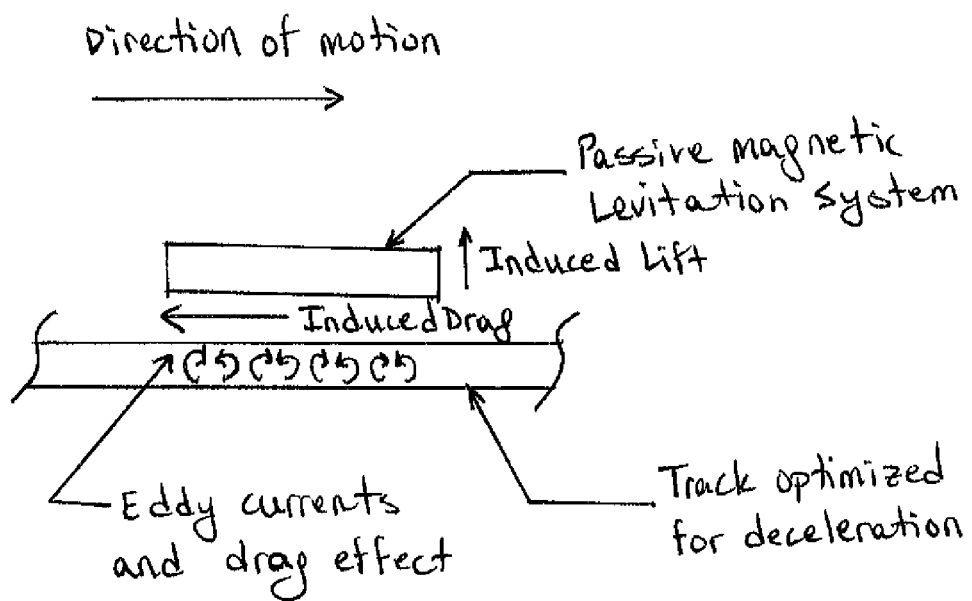 Direction of motion
Passive magnetic
Levitation system
Induced Lift
Induced Drag
Eddy currents
and drag effect
Track optimized
for deceleration